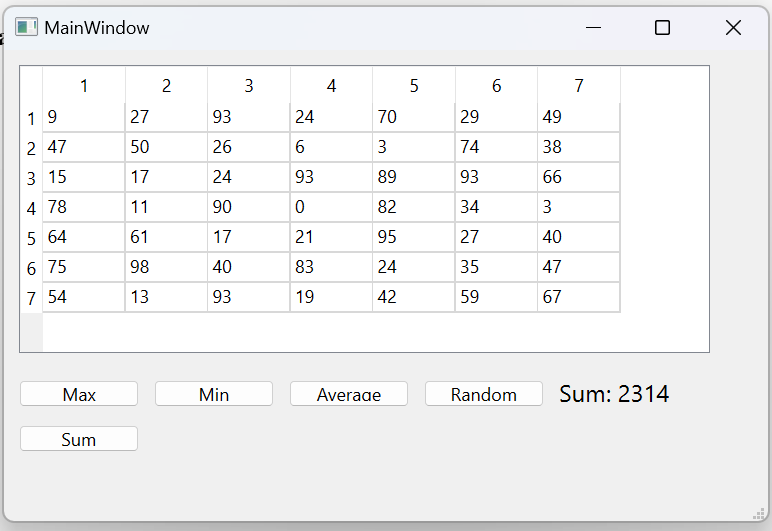 MainWindow
1 2 3 4 5 6 7
1 9 27 93 24 70 29 49
2 47 50 26 6 3 74 38
3 15 17 24 93 89 93 66
4 78 11 90 0 82 34 3
5 64 61 17 21 95 27 40
6 75 98 40 83 24 35 47
7 54 13 93 19 42 59 67
Max Min Average Random Sum: 2314
Sum